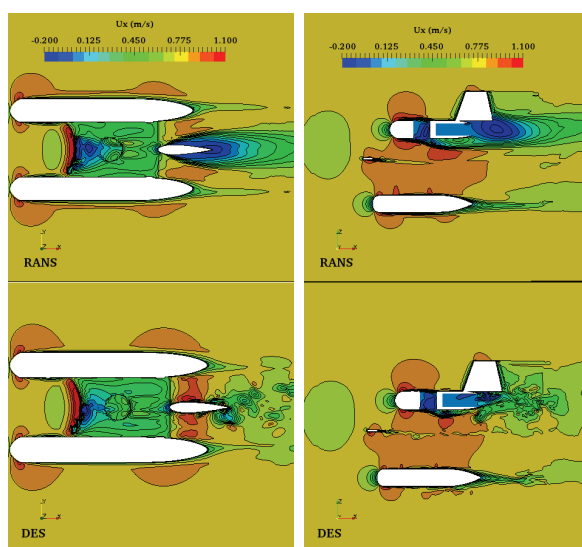 Ux (m/s)
-0.200 0.125 0.450 0.775 1.100
Y
Z X
RANS
Ux (m/s)
-0.200 0.125 0.450 0.775 1.100
Z
Y X
RANS
Y
Z X
DES
Z
Y X
DES